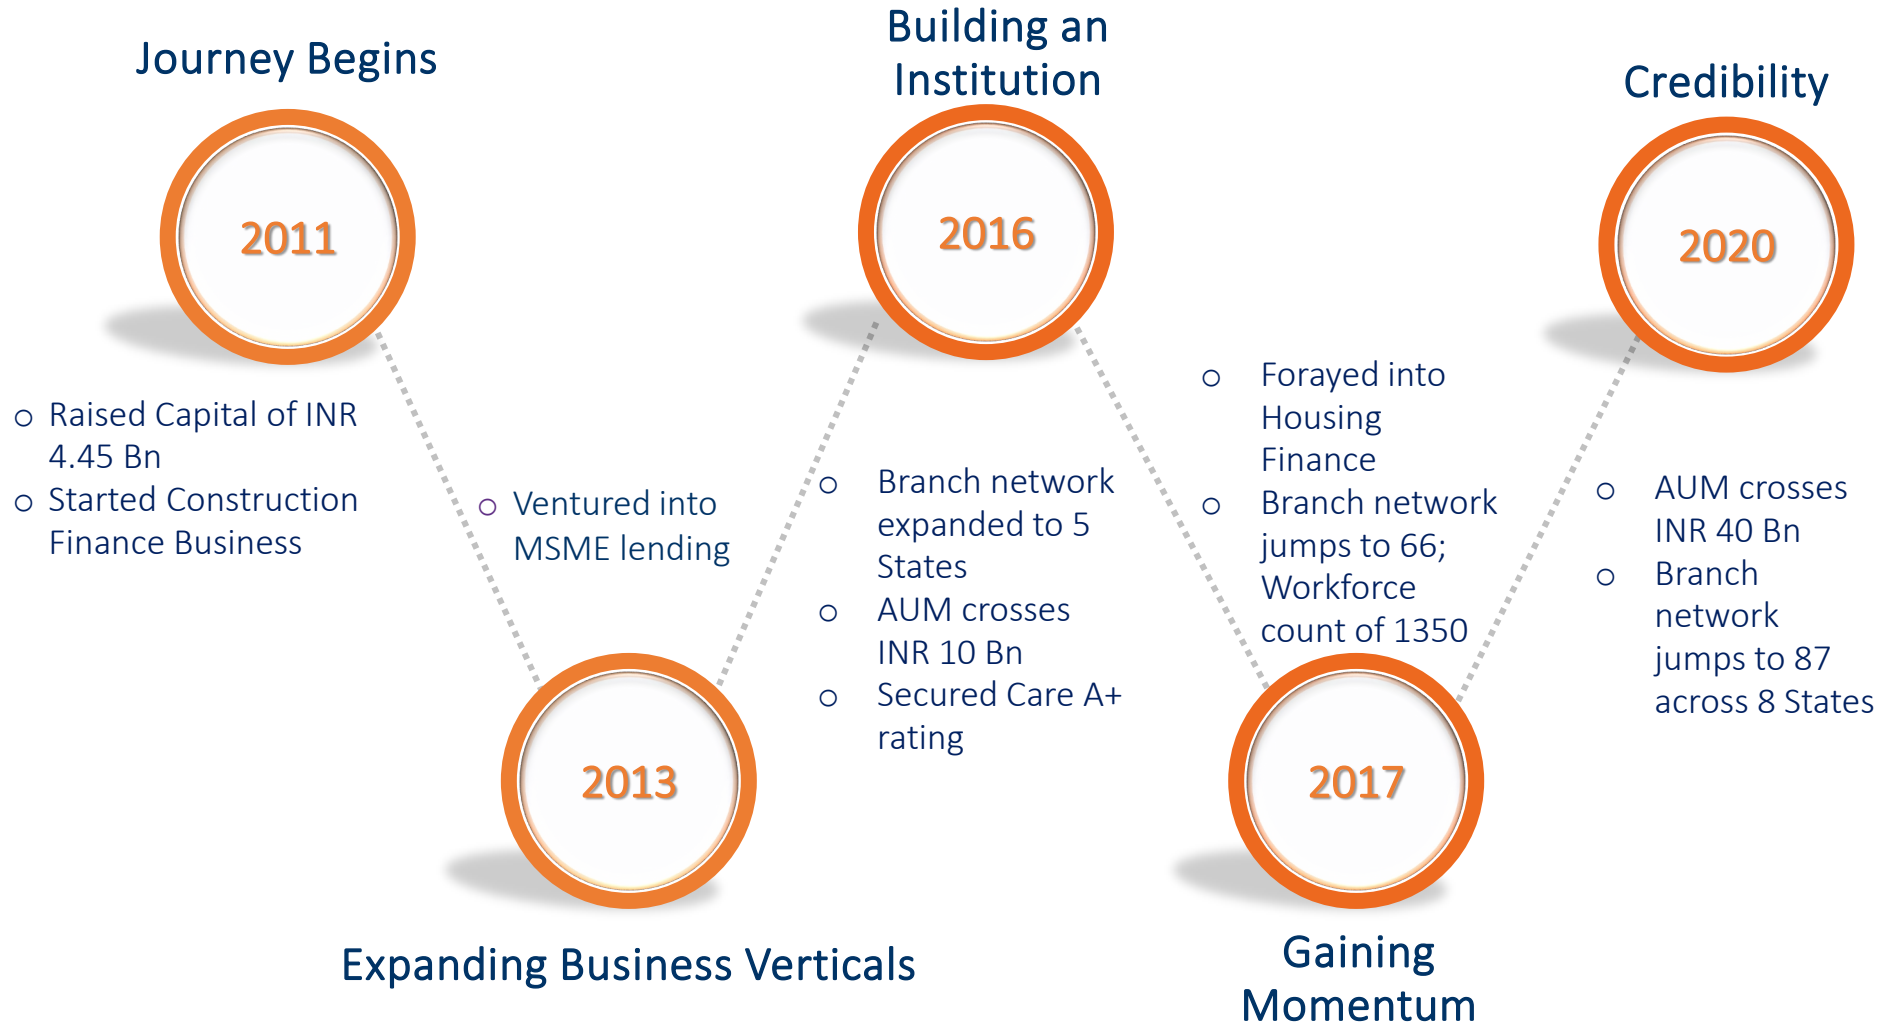 Journey Begins
2011
o Raised Capital of INR
4.45 Bn
o Started Construction
Finance Business
o Ventured into
MSME lending
2013
Expanding Business Verticals
Building an
Institution
2016
o Branch network
expanded to 5
States
o AUM crosses
INR 10 Bn
o Secured Care A+
rating
o Forayed into
Housing
Finance
o Branch network
jumps to 66;
Workforce
count of 1350
2017
Gaining
Momentum
Credibility
2020
o AUM crosses
INR 40 Bn
o Branch
network
jumps to 87
across 8 States